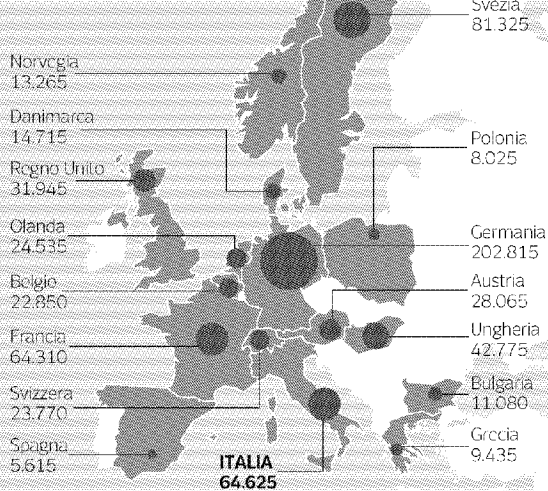 Svezia
81.325
Norvegia
13.265
Danimarca
14.715
Polonia
8.025
Regno Unito
31.945
Olanda
24.535
Germania
202.815
Belgio
22.850
Austria
28.065
Francia
64.310
Ungheria
42.775
Svizzera
23.770
Bulgaria
11.080
Spagna
5.615
Grecia
9.435
ITALIA
64.625